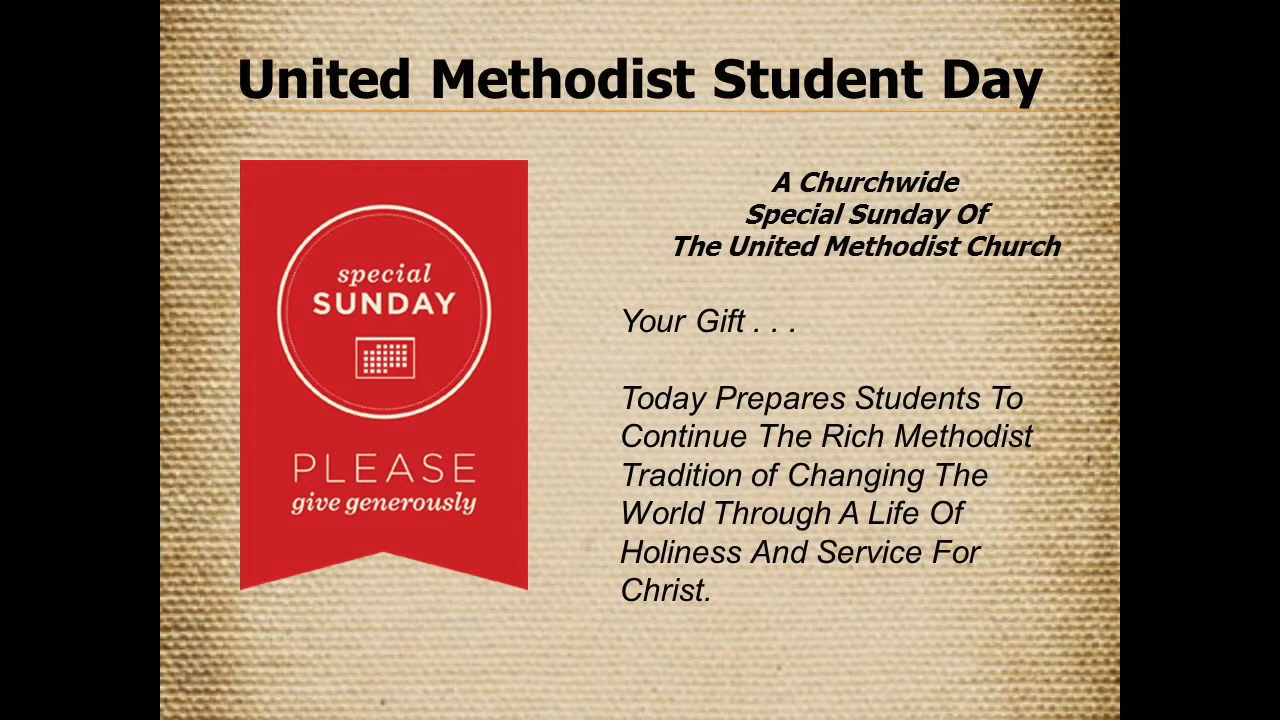 United Methodist Student Day
special
SUNDAY
PLEASE
give generously
A Churchwide
Special Sunday Of
The United Methodist Church
Your Gift . . .
Today Prepares Students To
Continue The Rich Methodist
Tradition of Changing The
World Through A Life Of
Holiness And Service For
Christ.